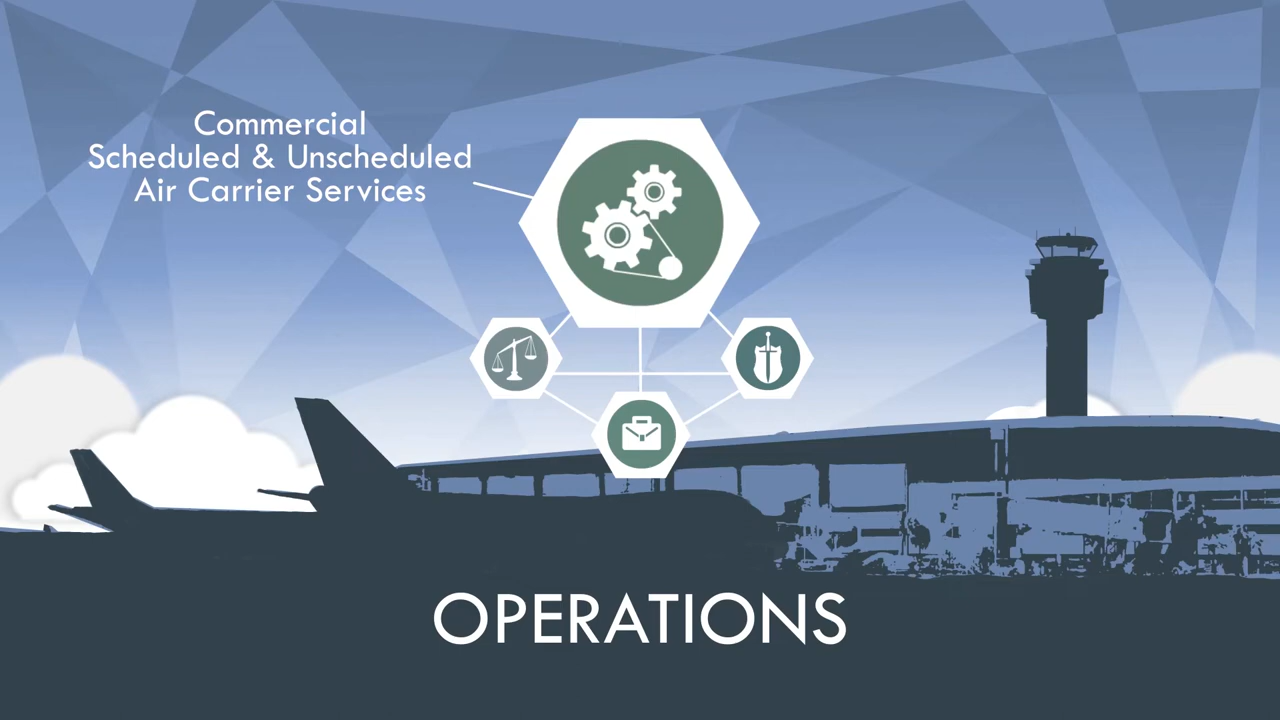 Commercial
Scheduled & Unscheduled
Air Carrier Services
OPERATIONS